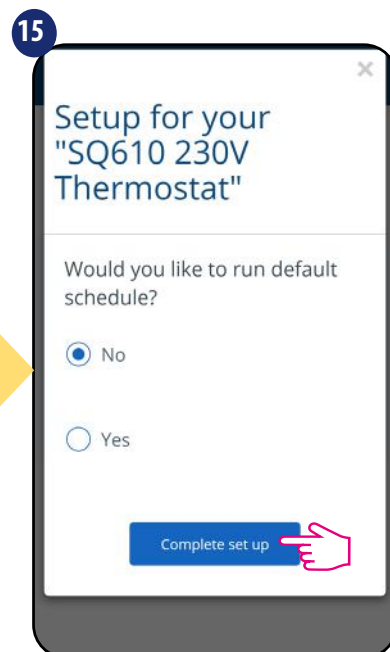 15
×
Setup for your
"SQ610 230V
Thermostat"
Would you like to run default
schedule?
No
Yes
Complete set up